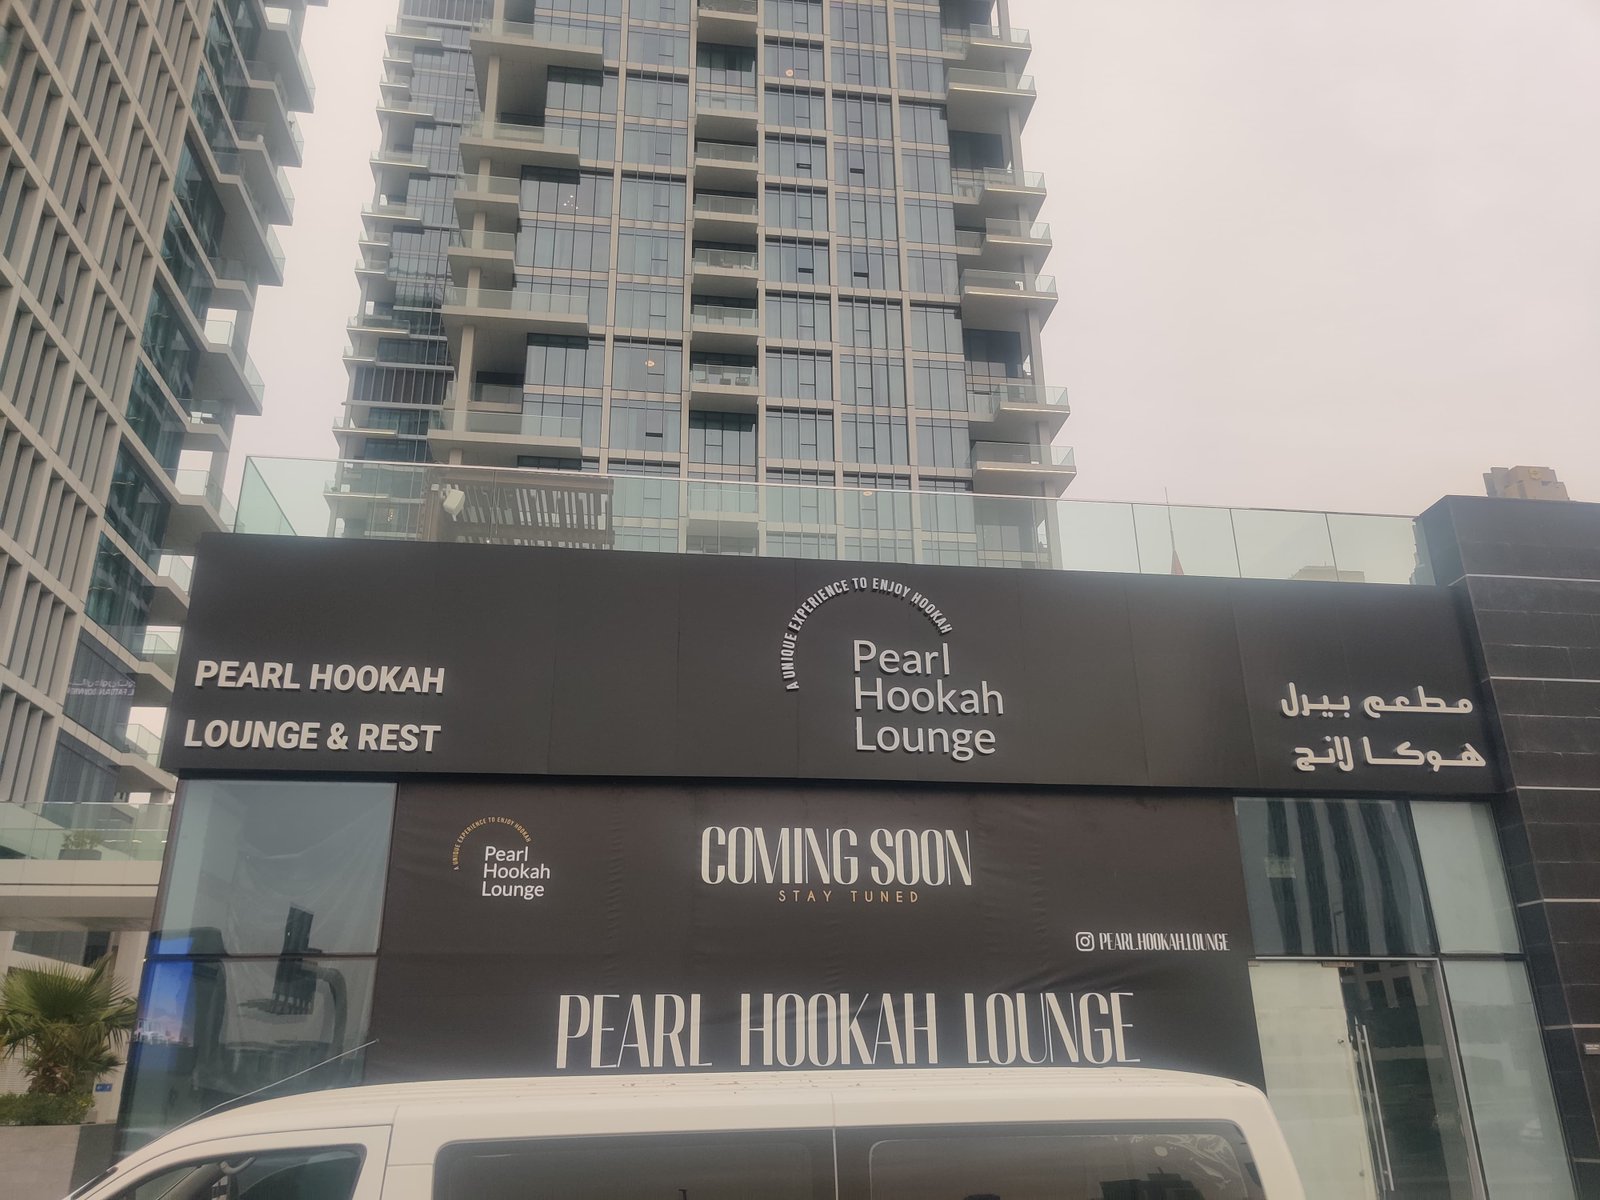 PEARL HOOKAH
LOUNGE & REST
A UNIQUE EXPERIENCE TO ENJOY HOOKAH
Pearl
Hookah
Lounge
مطعم بيرل
هوكا لانج
A UNIQUE EXPERIENCE TO ENJOY HOOKAH
Pearl
Hookah
Lounge
COMING SOON
STAY TUNED
PEARL.HOOKAH.LOUNGE
PEARL HOOKAH LOUNGE